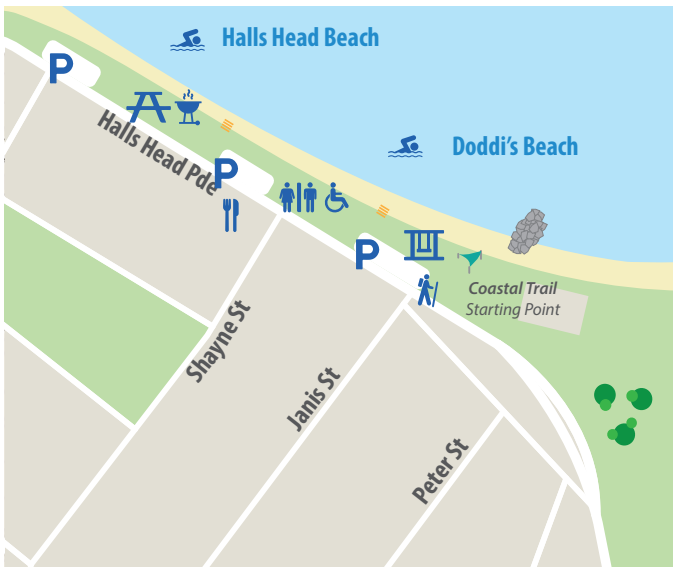 Halls Head Beach
P
Halls Head Pde
Doddi's Beach
P
P
Coastal Trail
Starting Point
Shayne St
Janis St
Peter St